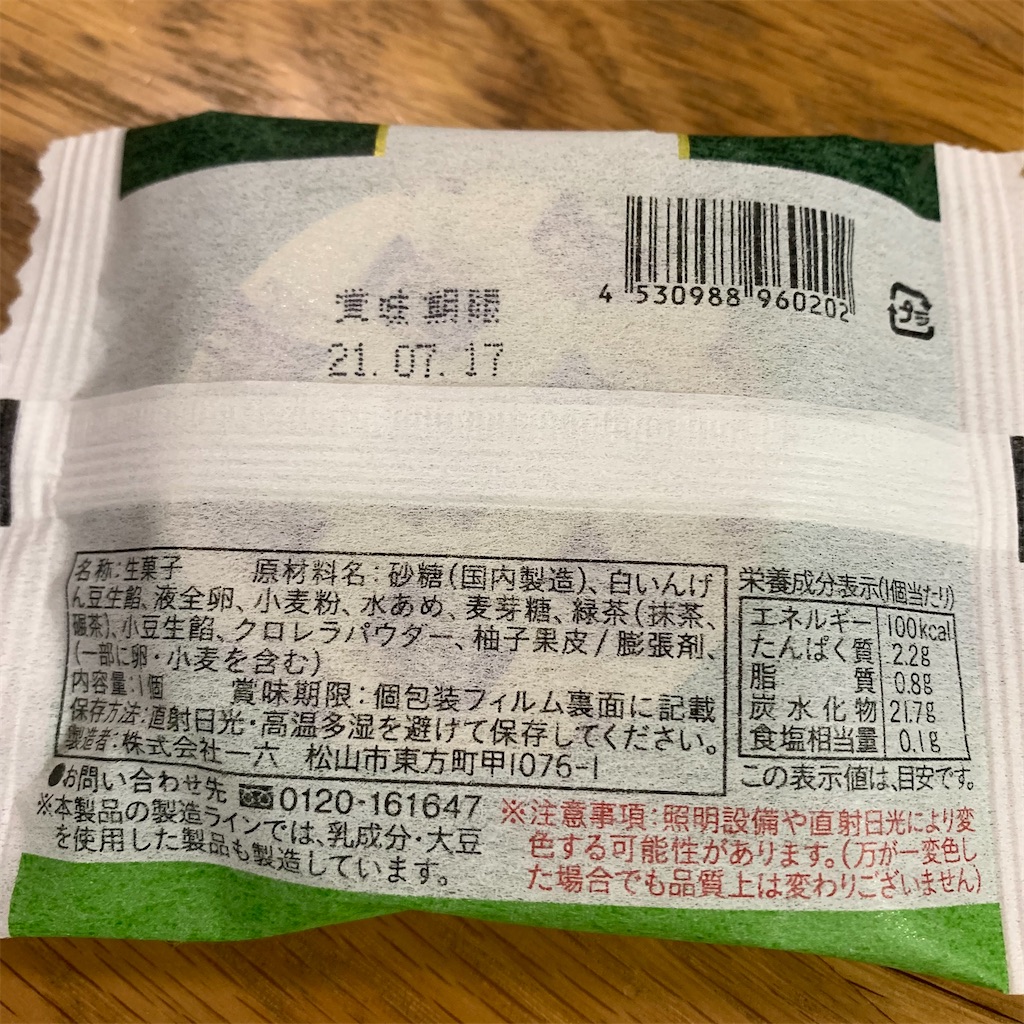 4 530988 960202
プラ
賞味期限
21.07.17
名称:生菓子 原材料名:砂糖(国内製造)、白いんげ
ん豆生餡、液全卵、小麦粉、水あめ、麦芽糖、緑茶(抹茶、
碾茶)、小豆生餡、クロレラパウダー、柚子果皮/膨張剤、
(一部に卵・小麦を含む)
内容量:1個 賞味期限:個包装フィルム裏面に記載
保存方法:直射日光・高温多湿を避けて保存してください。
製造者:株式会社一六 松山市東方町甲1076-1
栄養成分表示(1個当たり)
エネルギー 100kcal
たんぱく質 2.2g
脂質 0.8g
炭水化物 21.7g
食塩相当量 0.1g
この表示値は、目安です。
●お問い合わせ先 0120-161647
※本製品の製造ラインでは、乳成分・大豆
を使用した製品も製造しています。
※注意事項:照明設備や直射日光により変
色する可能性があります。(万が一変色し
た場合でも品質上は変わりございません)